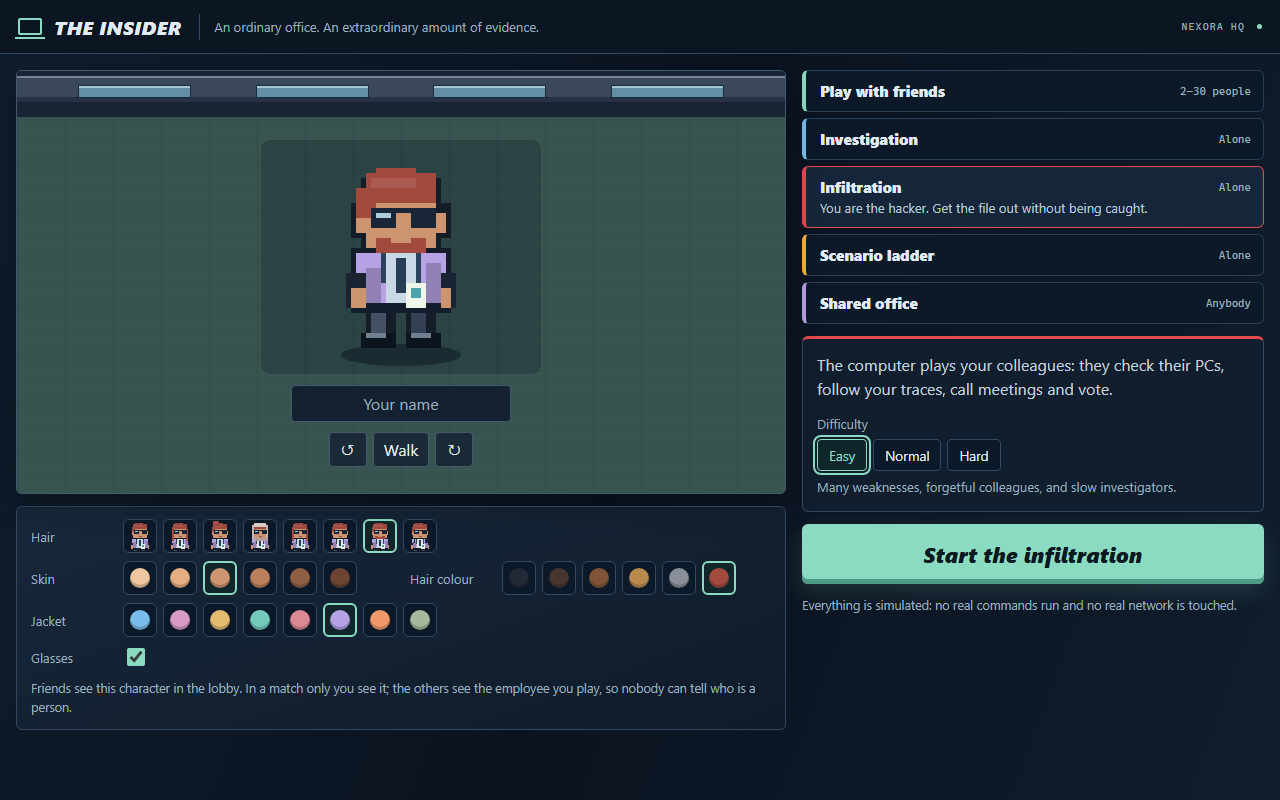 THE INSIDER
An ordinary office. An extraordinary amount of evidence.
NEXORA HQ
Your name
↺ Walk ↻
Hair
Skin
Hair colour
Jacket
Glasses
Friends see this character in the lobby. In a match only you see it; the others see the employee you play, so nobody can tell who is a
person.
Play with friends
2–30 people
Investigation
Alone
Infiltration
Alone
You are the hacker. Get the file out without being caught.
Scenario ladder
Alone
Shared office
Anybody
The computer plays your colleagues: they check their PCs,
follow your traces, call meetings and vote.
Difficulty
Easy Normal Hard
Many weaknesses, forgetful colleagues, and slow investigators.
Start the infiltration
Everything is simulated: no real commands run and no real network is touched.